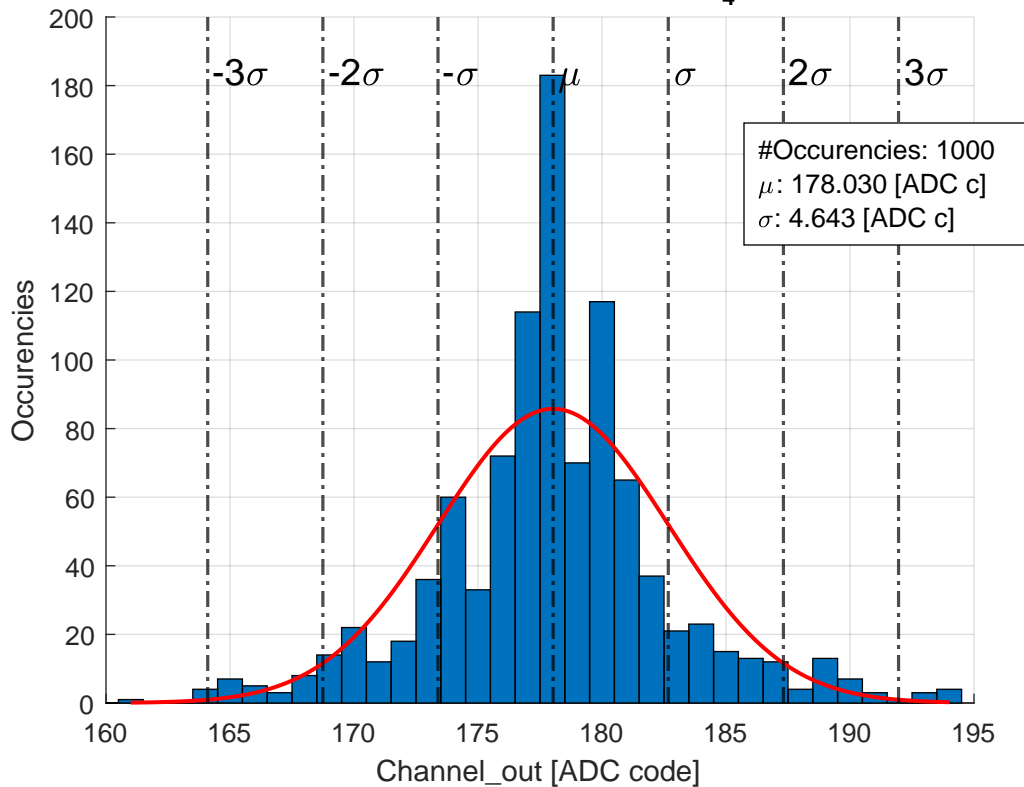 4
200
180
160
140
120
100
80
60
40
20
0
Occurencies
-3σ -2σ -σ μ σ 2σ 3σ
#Occurencies: 1000
μ: 178.030 [ADC c]
σ: 4.643 [ADC c]
160 165 170 175 180 185 190 195
Channel_out [ADC code]